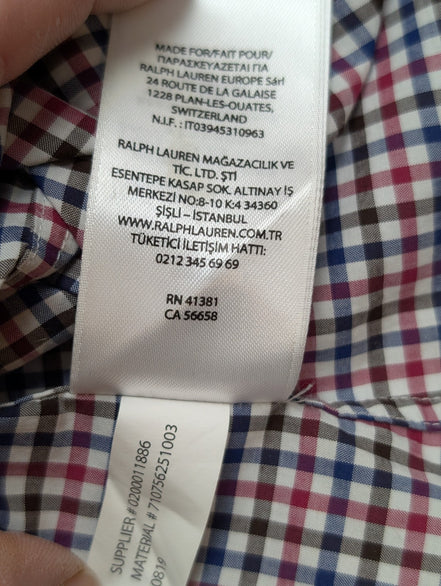 MADE FOR/FAIT POUR/
ΠΑΡΑΣΚΕΥΑΖΕΤΑΙ ΓΙΑ
RALPH LAUREN EUROPE Sárl
24 ROUTE DE LA GALAISE
1228 PLAN-LES-OUATES,
SWITZERLAND
N.I.F. : IT03945310963
RALPH LAUREN MAĞAZACILIK VE
TİC. LTD. ŞTİ
ESENTEPE KASAP SOK. ALTINAY İŞ
MERKEZİ NO:8-10 K:4 34360
ŞİŞLİ – İSTANBUL
WWW.RALPHLAUREN.COM.TR
TÜKETİCİ İLETİŞİM HATTI:
0212 345 69 69
RN 41381
CA 56658
SUPPLIER # 0200011886
MATERIAL # 710756251003